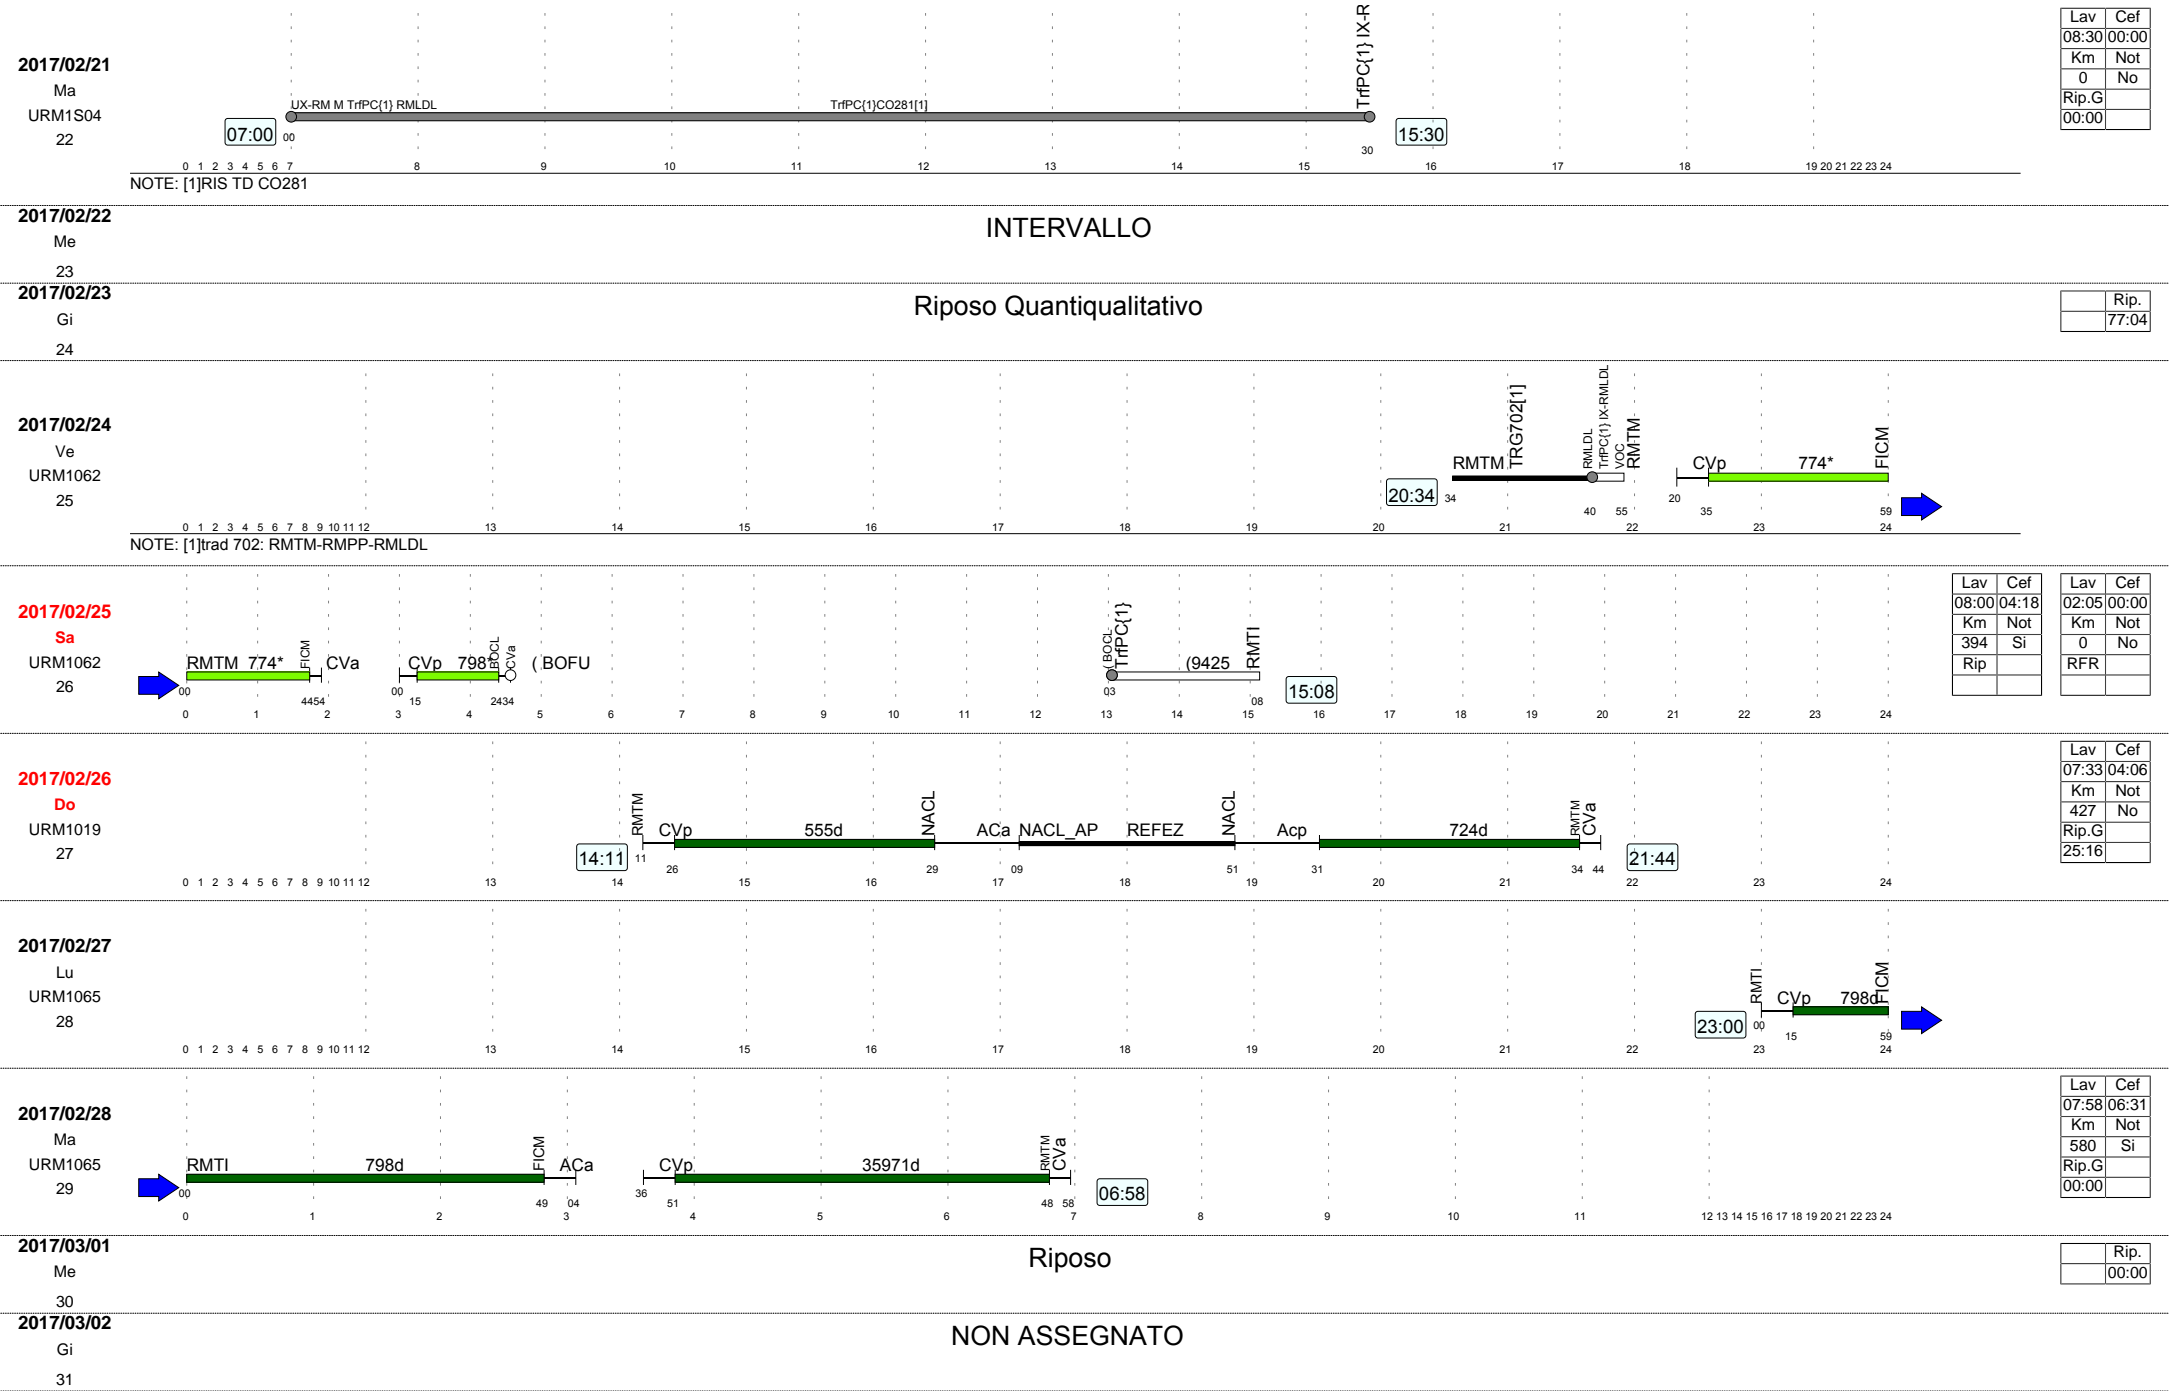 2017/02/21
Ma
URM1S04
22
07:00
00
UX-RM M TrfPC{1} RMLDL
TrfPC{1}CO281[1]
TrfPC{1} IX-R
30
15:30
0 1 2 3 4 5 6 7 8 9 10 11 12 13 14 15 16 17 18 19 20 21 22 23 24
NOTE: [1]RIS TD CO281
Lav Cef
08:30 00:00
Km Not
0 No
Rip.G
00:00
2017/02/22
Me
23
INTERVALLO
2017/02/23
Gi
24
Riposo Quantiqualitativo
Rip.
77:04
2017/02/24
Ve
URM1062
25
20:34
34
RMTM
TRG702[1]
RMLDL
TrfPC{1} IX-RMLDL
VOC
RMTM
40 55
CVp 774* FICM
20 35 59
0 1 2 3 4 5 6 7 8 9 10 11 12 13 14 15 16 17 18 19 20 21 22 23 24
NOTE: [1]trad 702: RMTM-RMPP-RMLDL
2017/02/25
Sa
URM1062
26
RMTM 774* FICM CVa
00 44 54
CVp 798* BOCL CVa ( BOFU
00 15 24 34
( BOCL TrfPC{1} (9425 RMTI
03 08
15:08
0 1 2 3 4 5 6 7 8 9 10 11 12 13 14 15 16 17 18 19 20 21 22 23 24
Lav Cef
08:00 04:18
Km Not
394 Si
Rip
Lav Cef
02:05 00:00
Km Not
0 No
RFR
2017/02/26
Do
URM1019
27
14:11
RMTM CVp 555d NACL ACa NACL_AP REFEZ NACL Acp 724d RMTM CVa
11 26 29 09 51 31 34 44
21:44
0 1 2 3 4 5 6 7 8 9 10 11 12 13 14 15 16 17 18 19 20 21 22 23 24
Lav Cef
07:33 04:06
Km Not
427 No
Rip.G
25:16
2017/02/27
Lu
URM1065
28
23:00
RMTI CVp 798d FICM
00 15 59
0 1 2 3 4 5 6 7 8 9 10 11 12 13 14 15 16 17 18 19 20 21 22 23 24
2017/02/28
Ma
URM1065
29
RMTI 798d FICM ACa CVp 35971d RMTM CVa
00 49 04 36 51 48 58
06:58
0 1 2 3 4 5 6 7 8 9 10 11 12 13 14 15 16 17 18 19 20 21 22 23 24
Lav Cef
07:58 06:31
Km Not
580 Si
Rip.G
00:00
2017/03/01
Me
30
Riposo
Rip.
00:00
2017/03/02
Gi
31
NON ASSEGNATO